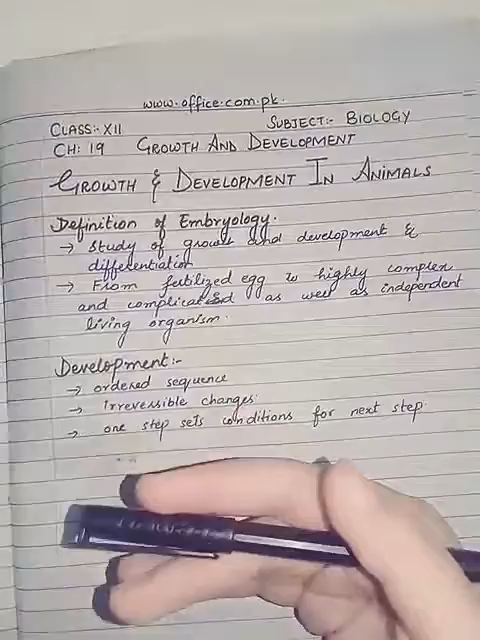 www.office.com.pk.
CLASS:- XII SUBJECT:- BIOLOGY
CH: 19 GROWTH AND DEVELOPMENT
GROWTH & DEVELOPMENT IN ANIMALS
Definition of Embryology.
→ Study of growth and development &
differentiation
→ From fertilized egg to highly complex
and complicated as well as independent
living organism.
Development:-
→ ordered sequence
→ Irreversible changes.
→ one step sets conditions for next step.